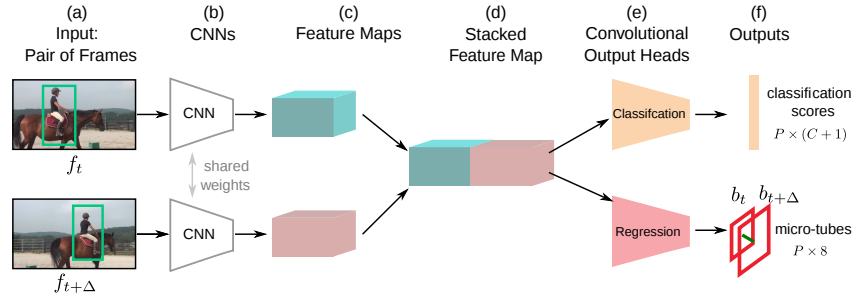 (a)
Input:
Pair of Frames
(b)
CNNs
(c)
Feature Maps
(d)
Stacked
Feature Map
(e)
Convolutional
Output Heads
(f)
Outputs
f_t
CNN
Classifcation
classification
scores
P × (C + 1)
shared
weights
f_{t+Δ}
CNN
Regression
b_t
b_{t+Δ}
micro-tubes
P × 8